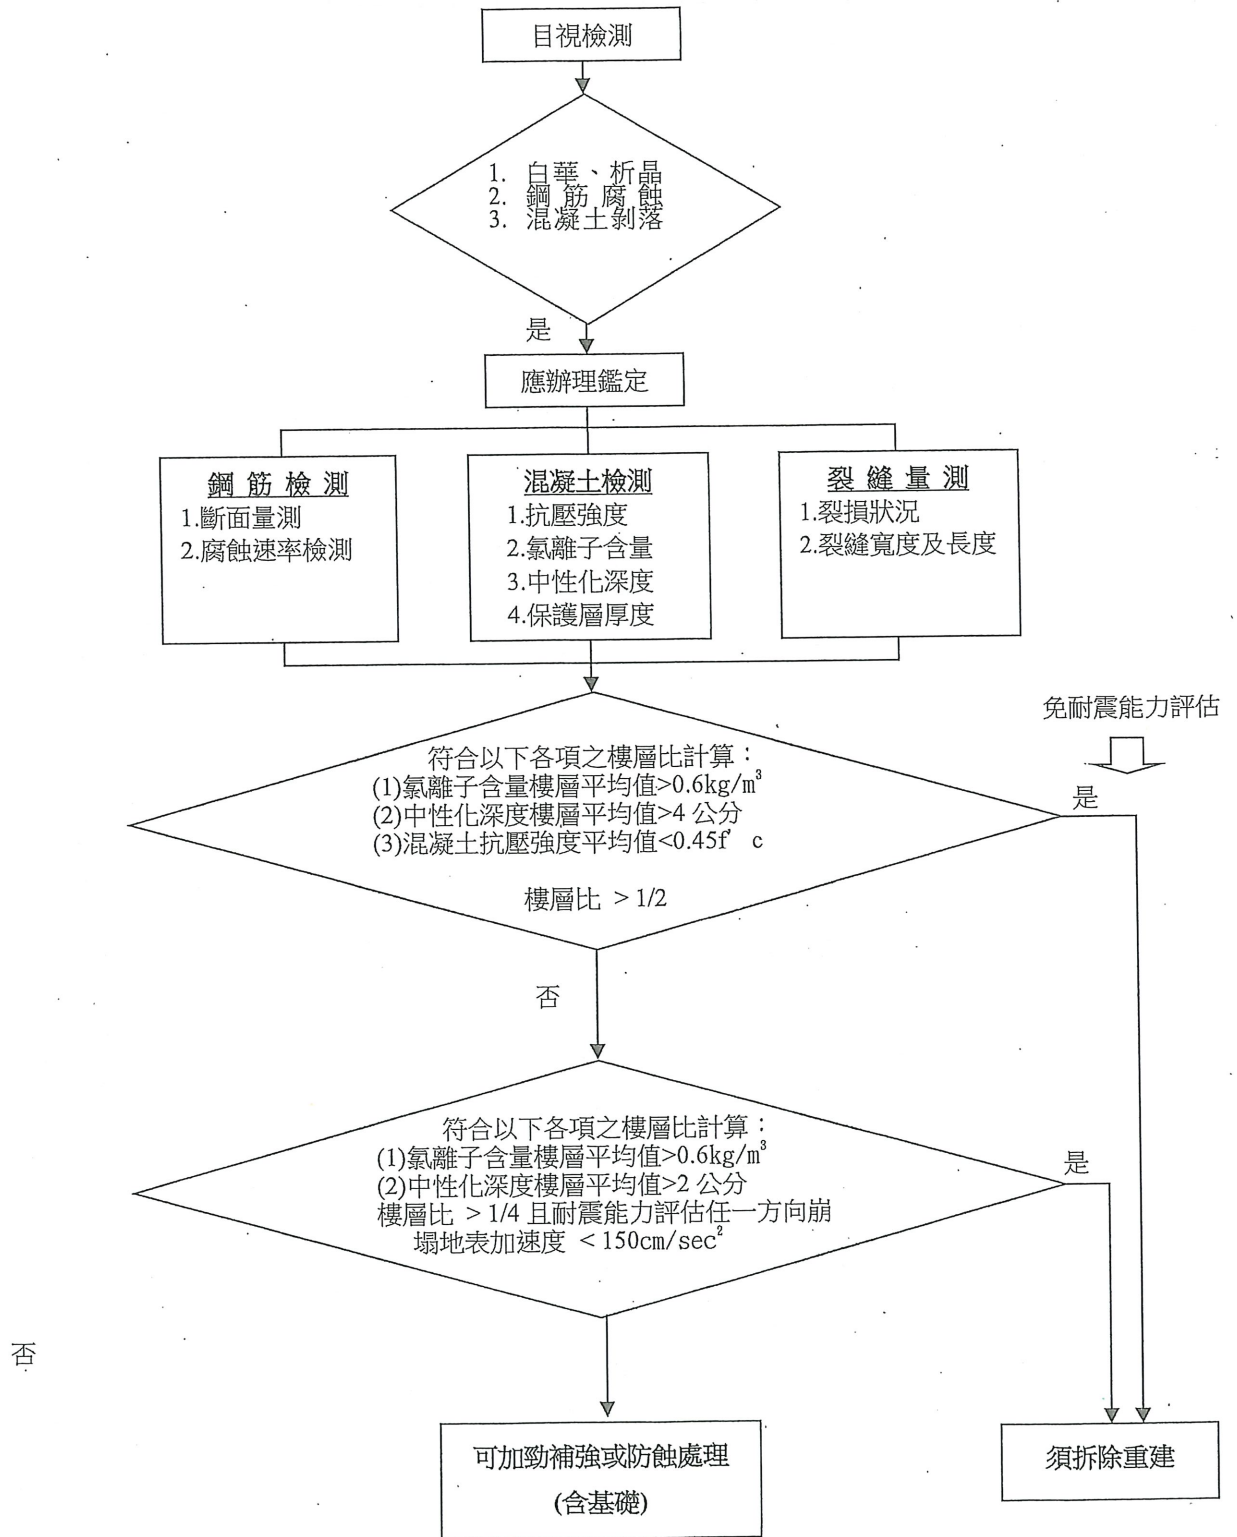 目視檢測
1. 白華、析晶
2. 鋼筋腐蝕
3. 混凝土剝落
是
應辦理鑑定
鋼筋檢測
1.斷面量測
2.腐蝕速率檢測
混凝土檢測
1.抗壓強度
2.氯離子含量
3.中性化深度
4.保護層厚度
裂縫量測
1.裂損狀況
2.裂縫寬度及長度
免耐震能力評估
符合以下各項之樓層比計算：
(1)氯離子含量樓層平均值>0.6kg/m³
(2)中性化深度樓層平均值>4 公分
(3)混凝土抗壓強度平均值<0.45f' c
樓層比 > 1/2
是
否
符合以下各項之樓層比計算：
(1)氯離子含量樓層平均值>0.6kg/m³
(2)中性化深度樓層平均值>2 公分
樓層比 > 1/4 且耐震能力評估任一方向崩
塌地表加速度 < 150cm/sec²
是
否
可加勁補強或防蝕處理
(含基礎)
須拆除重建